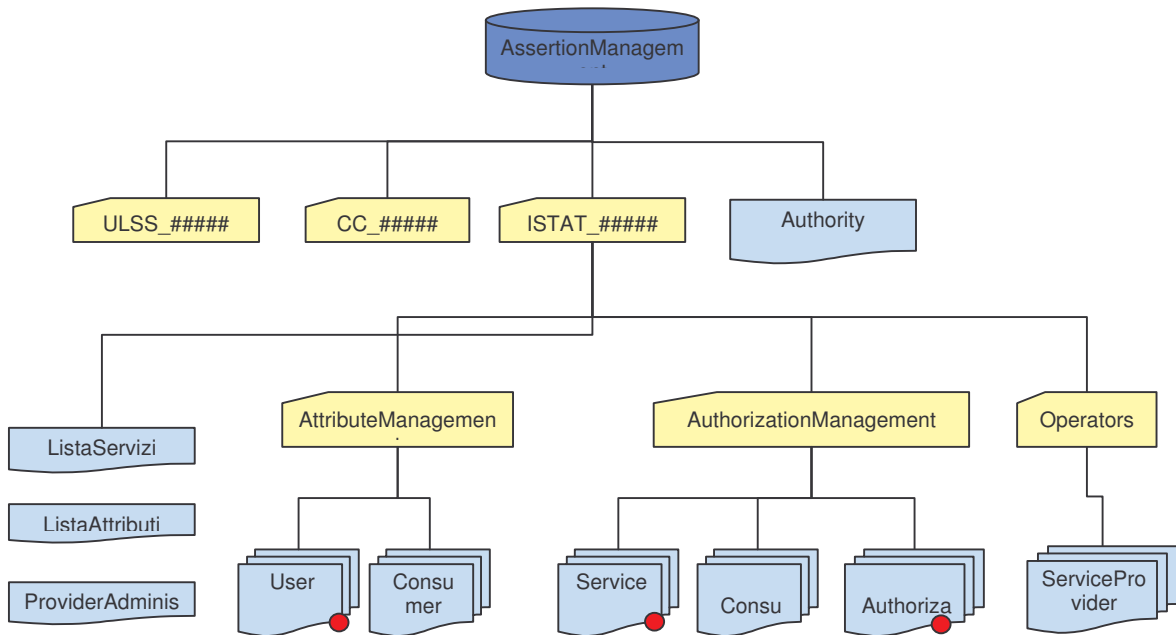 AssertionManagem
ULSS_#####
CC_#####
ISTAT_#####
Authority
AttributeManagemen
AuthorizationManagement
Operators
ListaServizi
ListaAttributi
ProviderAdminis
User
Consu
mer
Service
Consu
Authoriza
ServicePro
vider